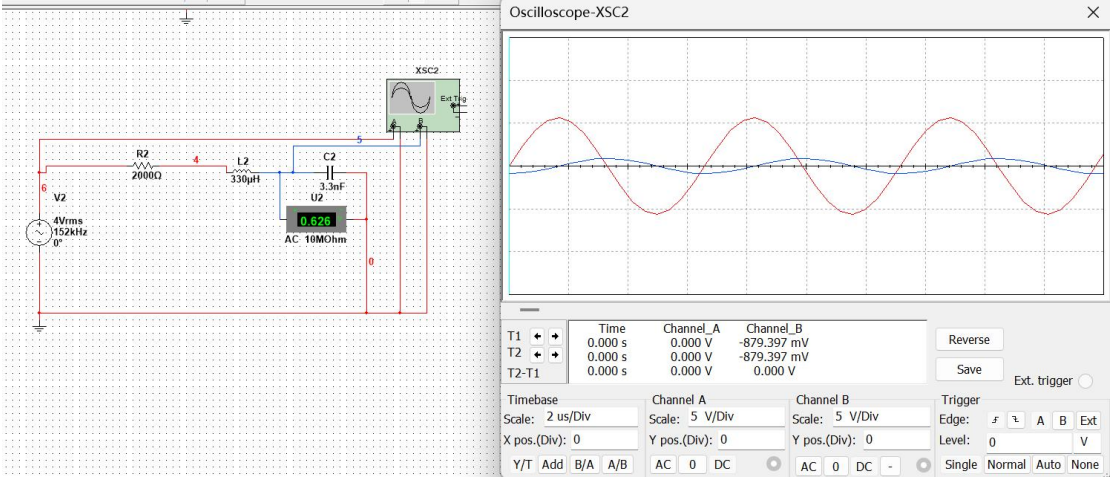 XSC2
Ext Trig
A
B
5
R2
2000Ω
4
L2
330μH
C2
3.3nF
U2
0.626
AC 10MOhm
6
V2
4Vrms
152kHz
0°
0
Oscilloscope-XSC2
Time Channel_A Channel_B
T1 0.000 s 0.000 V -879.397 mV
T2 0.000 s 0.000 V -879.397 mV
T2-T1 0.000 s 0.000 V 0.000 V
Reverse
Save
Ext. trigger
Timebase
Scale: 2 us/Div
X pos.(Div): 0
Y/T Add B/A A/B
Channel A
Scale: 5 V/Div
Y pos.(Div): 0
AC 0 DC
Channel B
Scale: 5 V/Div
Y pos.(Div): 0
AC 0 DC -
Trigger
Edge: A B Ext
Level: 0 V
Single Normal Auto None